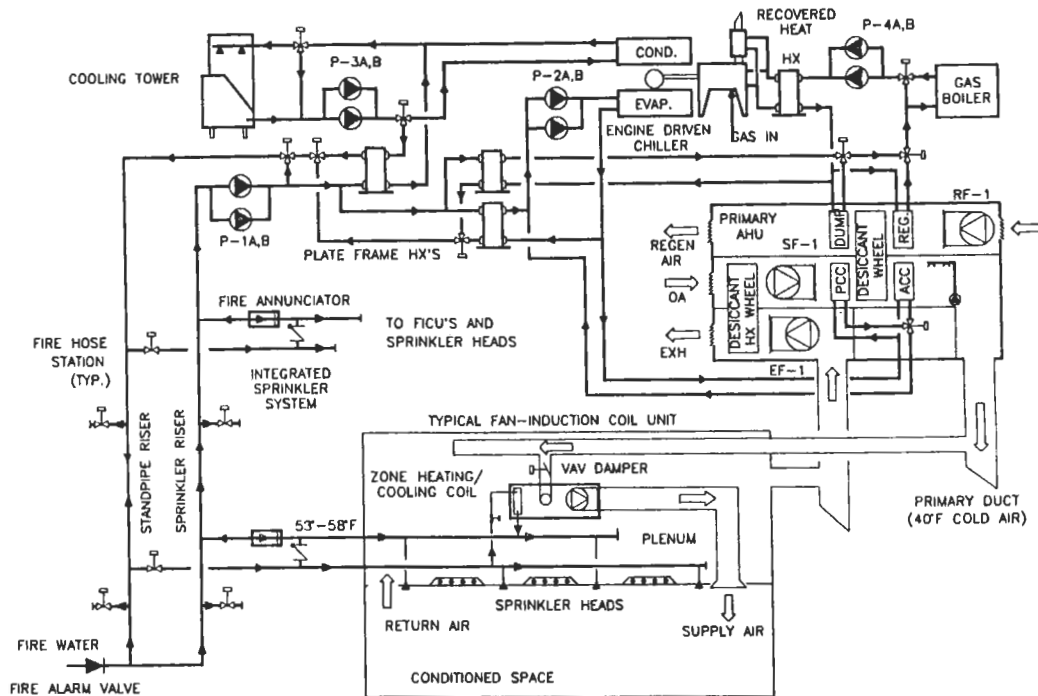 RECOVERED
HEAT
P-4A,B
COOLING TOWER
P-3A,B
COND.
HX
P-2A,B
EVAP.
GAS
BOILER
ENGINE DRIVEN
CHILLER
GAS IN
P-1A,B
PLATE FRAME HX'S
PRIMARY
AHU
REGEN
AIR
SF-1
DUMP
DESICCANT
WHEEL
REG.
RF-1
OA
DESICCANT
HX WHEEL
PCC
ACC
EXH
EF-1
FIRE ANNUNCIATOR
TO FICU'S AND
SPRINKLER HEADS
FIRE HOSE
STATION
(TYP.)
INTEGRATED
SPRINKLER
SYSTEM
STANDPIPE RISER
SPRINKLER RISER
TYPICAL FAN-INDUCTION COIL UNIT
VAV DAMPER
ZONE HEATING/
COOLING COIL
PRIMARY DUCT
(40°F COLD AIR)
53°-58°F
PLENUM
SPRINKLER HEADS
RETURN AIR
SUPPLY AIR
FIRE WATER
FIRE ALARM VALVE
CONDITIONED SPACE